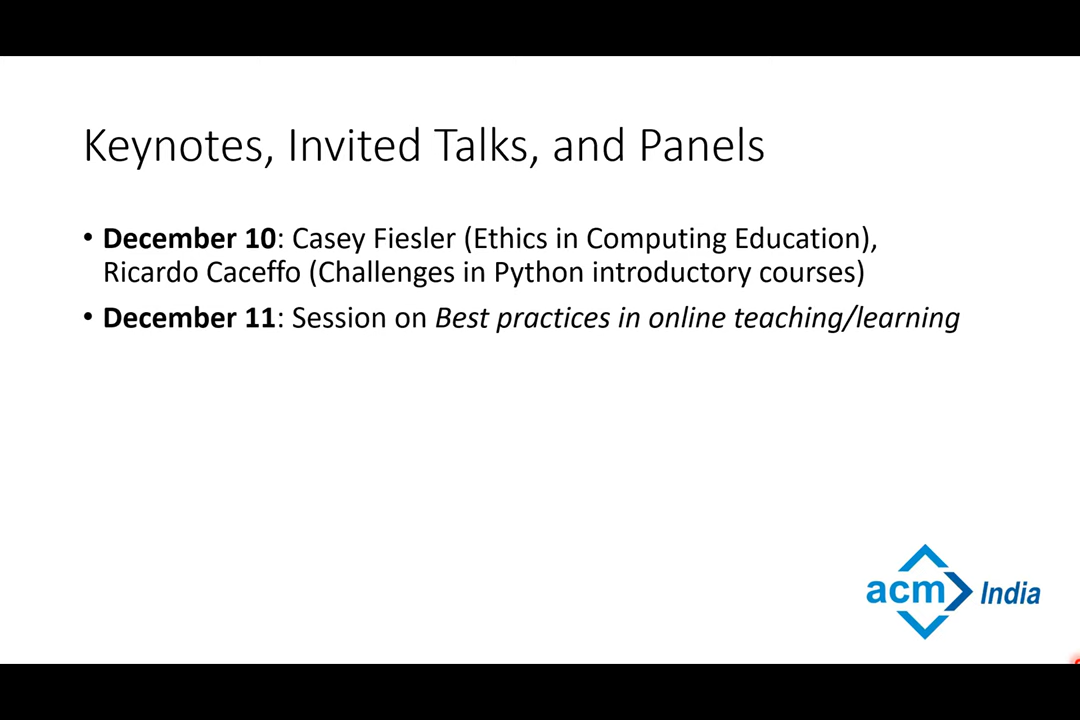 Keynotes, Invited Talks, and Panels
• December 10: Casey Fiesler (Ethics in Computing Education),
Ricardo Caceffo (Challenges in Python introductory courses)
• December 11: Session on Best practices in online teaching/learning
acm India